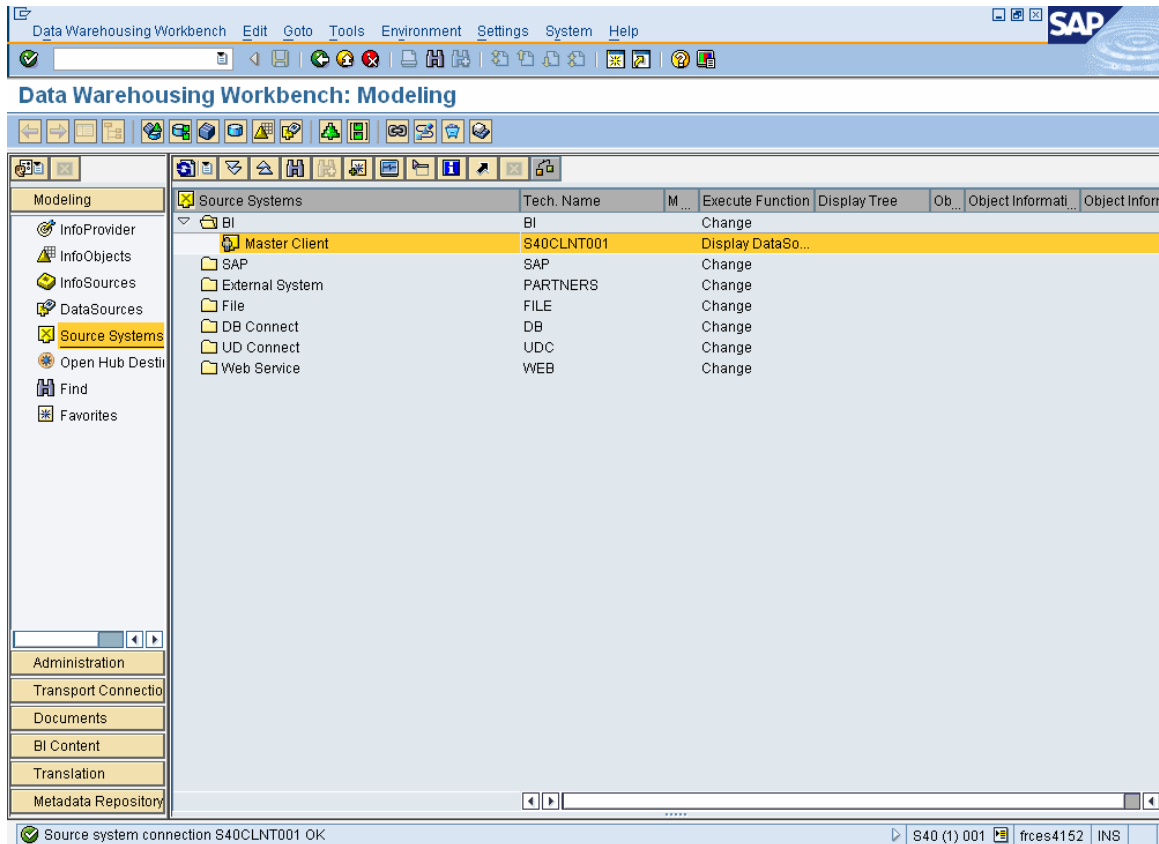 Data Warehousing Workbench Edit Goto Tools Environment Settings System Help
SAP
Data Warehousing Workbench: Modeling
Modeling
InfoProvider
InfoObjects
InfoSources
DataSources
Source Systems
Open Hub Desti
Find
Favorites
Administration
Transport Connectio
Documents
BI Content
Translation
Metadata Repository
Source Systems Tech. Name M... Execute Function Display Tree Ob... Object Informati... Object Inforr
BI BI Change
Master Client S40CLNT001 Display DataSo...
SAP SAP Change
External System PARTNERS Change
File FILE Change
DB Connect DB Change
UD Connect UDC Change
Web Service WEB Change
Source system connection S40CLNT001 OK
S40 (1) 001 frces4152 INS